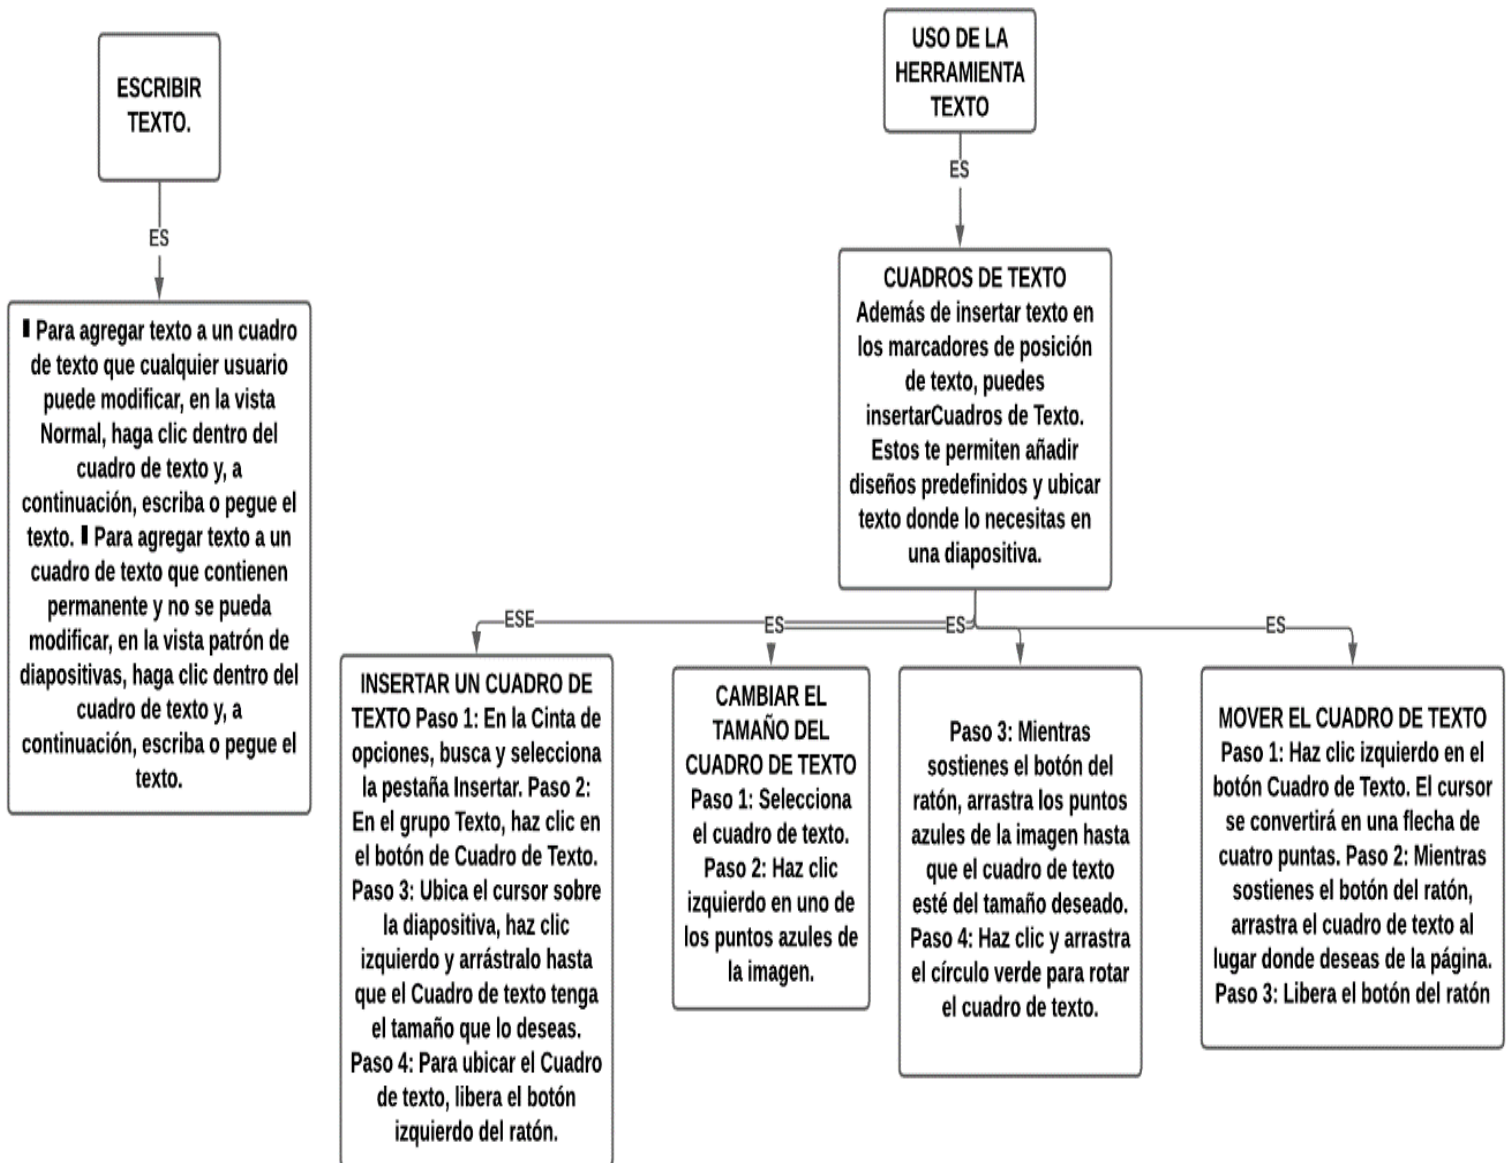 ESCRIBIR
TEXTO.
ES
▮ Para agregar texto a un cuadro
de texto que cualquier usuario
puede modificar, en la vista
Normal, haga clic dentro del
cuadro de texto y, a
continuación, escriba o pegue el
texto. ▮ Para agregar texto a un
cuadro de texto que contienen
permanente y no se pueda
modificar, en la vista patrón de
diapositivas, haga clic dentro del
cuadro de texto y, a
continuación, escriba o pegue el
texto.
USO DE LA
HERRAMIENTA
TEXTO
ES
CUADROS DE TEXTO
Además de insertar texto en
los marcadores de posición
de texto, puedes
insertarCuadros de Texto.
Estos te permiten añadir
diseños predefinidos y ubicar
texto donde lo necesitas en
una diapositiva.
ESE
INSERTAR UN CUADRO DE
TEXTO Paso 1: En la Cinta de
opciones, busca y selecciona
la pestaña Insertar. Paso 2:
En el grupo Texto, haz clic en
el botón de Cuadro de Texto.
Paso 3: Ubica el cursor sobre
la diapositiva, haz clic
izquierdo y arrástralo hasta
que el Cuadro de texto tenga
el tamaño que lo deseas.
Paso 4: Para ubicar el Cuadro
de texto, libera el botón
izquierdo del ratón.
ES
CAMBIAR EL
TAMAÑO DEL
CUADRO DE TEXTO
Paso 1: Selecciona
el cuadro de texto.
Paso 2: Haz clic
izquierdo en uno de
los puntos azules de
la imagen.
ES
Paso 3: Mientras
sostienes el botón del
ratón, arrastra los puntos
azules de la imagen hasta
que el cuadro de texto
esté del tamaño deseado.
Paso 4: Haz clic y arrastra
el círculo verde para rotar
el cuadro de texto.
ES
MOVER EL CUADRO DE TEXTO
Paso 1: Haz clic izquierdo en el
botón Cuadro de Texto. El cursor
se convertirá en una flecha de
cuatro puntas. Paso 2: Mientras
sostienes el botón del ratón,
arrastra el cuadro de texto al
lugar donde deseas de la página.
Paso 3: Libera el botón del ratón